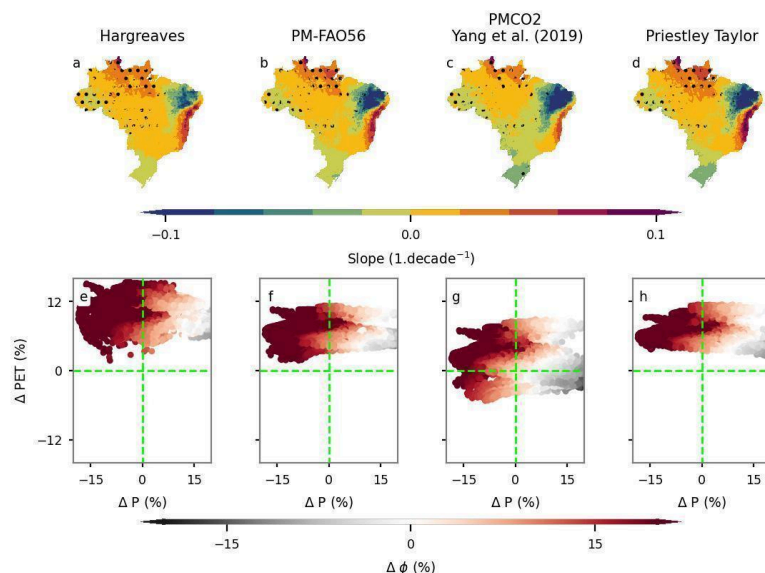 Hargreaves
PM-FAO56
PMCO2
Yang et al. (2019)
Priestley Taylor
a
b
c
d
−0.1
0.0
0.1
Slope (1.decade⁻¹)
e
f
g
h
12
0
−12
Δ PET (%)
−15 0 15
−15 0 15
−15 0 15
−15 0 15
Δ P (%)
Δ P (%)
Δ P (%)
Δ P (%)
−15
0
15
Δ ϕ (%)